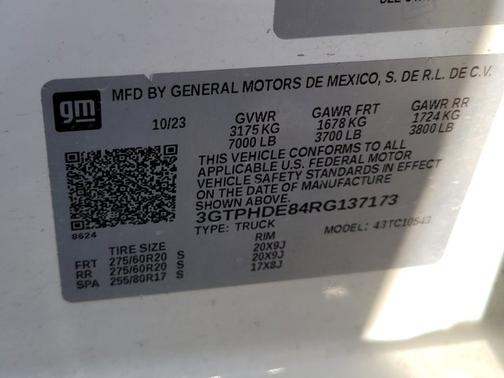 gm
MFD BY GENERAL MOTORS DE MEXICO, S. DE R.L. DE C.V.
10/23 GVWR GAWR FRT GAWR RR
3175 KG 1678 KG 1724 KG
7000 LB 3700 LB 3800 LB
THIS VEHICLE CONFORMS TO ALL
APPLICABLE U.S. FEDERAL MOTOR
VEHICLE SAFETY STANDARDS IN EFFECT
ON THE DATE OF MANUFACTURE SHOWN ABOVE.
3GTPHDE84RG137173
8624 TYPE: TRUCK MODEL: 43TC10543
TIRE SIZE RIM
FRT 275/60R20 S 20X9J
RR 275/60R20 S 20X9J
SPA 255/80R17 S 17X8J